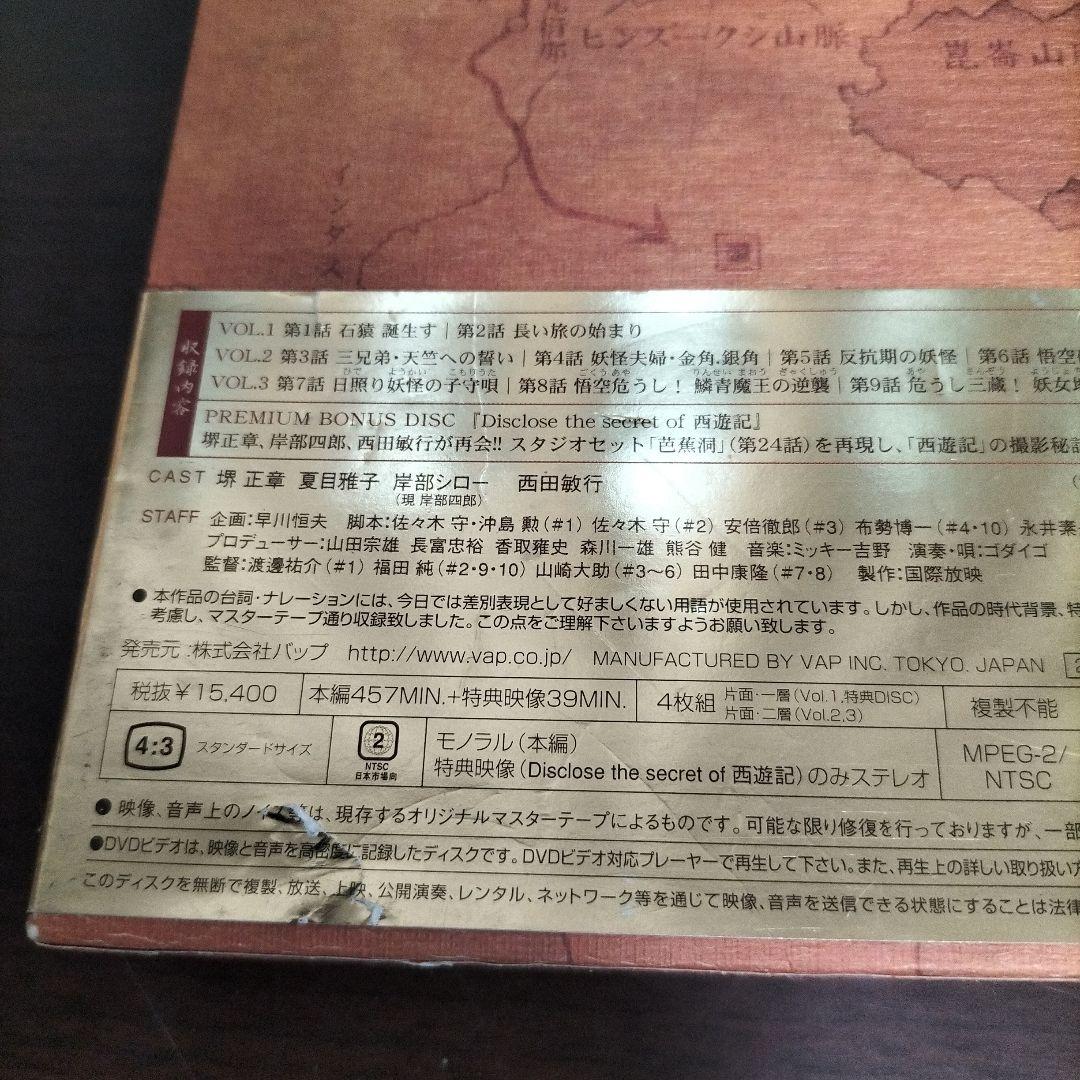 ヒンズークシ山脈
崑崙山
インダス
収録内容
VOL.1 第1話 石猿 誕生す｜第2話 長い旅の始まり
VOL.2 第3話 三兄弟・天竺への誓い｜第4話 妖怪夫婦・金角.銀角｜第5話 反抗期の妖怪｜第6話 悟空
VOL.3 第7話 日照り妖怪の子守唄｜第8話 悟空危うし！ 鱗青魔王の逆襲｜第9話 危うし三蔵！ 妖女
PREMIUM BONUS DISC 『Disclose the secret of 西遊記』
堺正章、岸部四郎、西田敏行が再会!! スタジオセット「芭蕉洞」(第24話)を再現し、「西遊記」の撮影秘
CAST 堺 正章 夏目雅子 岸部シロー 西田敏行
(現 岸部四郎)
STAFF 企画:早川恒夫 脚本:佐々木 守・沖島 勲(#1) 佐々木 守(#2) 安倍徹郎(#3) 布勢博一(#4・10) 永井素
プロデューサー:山田宗雄 長富忠裕 香取雍史 森川一雄 熊谷 健 音楽:ミッキー吉野 演奏・唄:ゴダイゴ
監督:渡邊祐介(#1) 福田 純(#2・9・10) 山崎大助(#3〜6) 田中康隆(#7・8) 製作:国際放映
● 本作品の台詞・ナレーションには、今日では差別表現として好ましくない用語が使用されています。しかし、作品の時代背景、
考慮し、マスターテープ通り収録致しました。この点をご理解下さいますようお願い致します。
発売元:株式会社バップ http://www.vap.co.jp/ MANUFACTURED BY VAP INC. TOKYO. JAPAN
税抜￥15,400 本編457MIN.+特典映像39MIN. 4枚組 片面・一層(Vol.1,特典DISC) 片面・二層(Vol.2,3) 複製不能
4:3 スタンダードサイズ 2 NTSC 日本市場向 モノラル(本編) MPEG-2/
特典映像(Disclose the secret of 西遊記)のみステレオ NTSC
● 映像、音声上のノイズ等は、現存するオリジナルマスターテープによるものです。可能な限り修復を行っておりますが、一部
●DVDビデオは、映像と音声を高密度に記録したディスクです。DVDビデオ対応プレーヤーで再生して下さい。また、再生上の詳しい取り扱い方
このディスクを無断で複製、放送、上映、公開演奏、レンタル、ネットワーク等を通じて映像、音声を送信できる状態にすることは法律